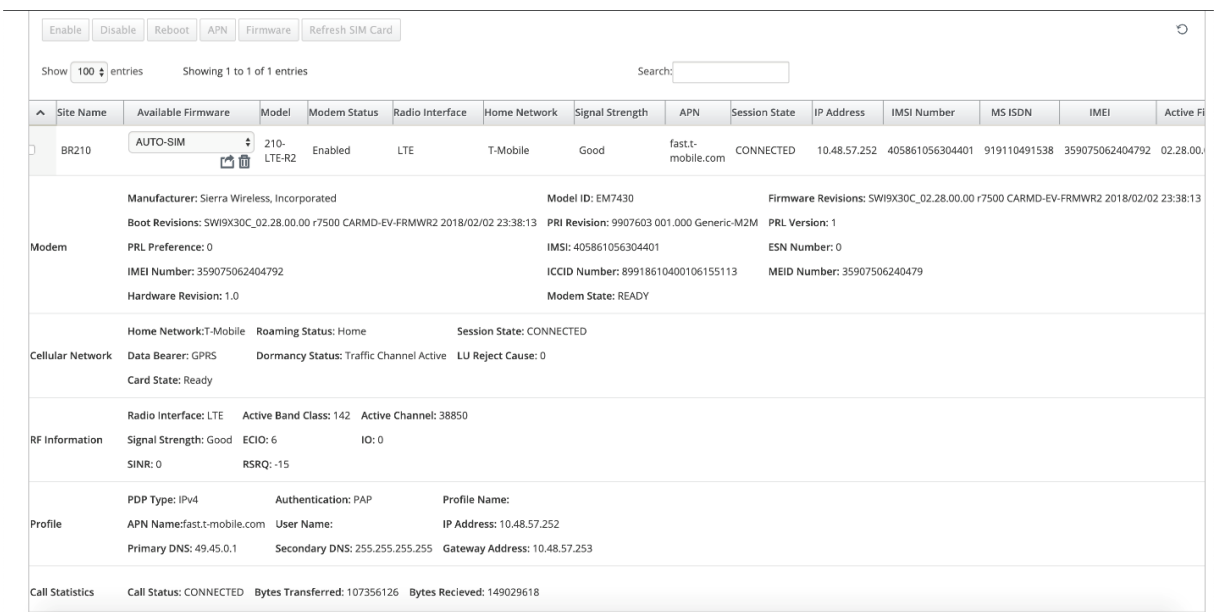 Enable Disable Reboot APN Firmware Refresh SIM Card
Show 100 entries Showing 1 to 1 of 1 entries Search:
Site Name Available Firmware Model Modem Status Radio Interface Home Network Signal Strength APN Session State IP Address IMSI Number MS ISDN IMEI Active Fi
BR210 AUTO-SIM 210-LTE-R2 Enabled LTE T-Mobile Good fast.t-mobile.com CONNECTED 10.48.57.252 405861056304401 919110491538 359075062404792 02.28.00.
Manufacturer: Sierra Wireless, Incorporated Model ID: EM7430 Firmware Revisions: SWI9X30C_02.28.00.00 r7500 CARMD-EV-FRMWR2 2018/02/02 23:38:13
Boot Revisions: SWI9X30C_02.28.00.00 r7500 CARMD-EV-FRMWR2 2018/02/02 23:38:13 PRI Revision: 9907603 001.000 Generic-M2M PRL Version: 1
Modem PRL Preference: 0 IMSI: 405861056304401 ESN Number: 0
IMEI Number: 359075062404792 ICCID Number: 89918610400106155113 MEID Number: 35907506240479
Hardware Revision: 1.0 Modem State: READY
Home Network:T-Mobile Roaming Status: Home Session State: CONNECTED
Cellular Network Data Bearer: GPRS Dormancy Status: Traffic Channel Active LU Reject Cause: 0
Card State: Ready
Radio Interface: LTE Active Band Class: 142 Active Channel: 38850
RF Information Signal Strength: Good ECIO: 6 IO: 0
SINR: 0 RSRQ: -15
PDP Type: IPv4 Authentication: PAP Profile Name:
Profile APN Name:fast.t-mobile.com User Name: IP Address: 10.48.57.252
Primary DNS: 49.45.0.1 Secondary DNS: 255.255.255.255 Gateway Address: 10.48.57.253
Call Statistics Call Status: CONNECTED Bytes Transferred: 107356126 Bytes Recieved: 149029618